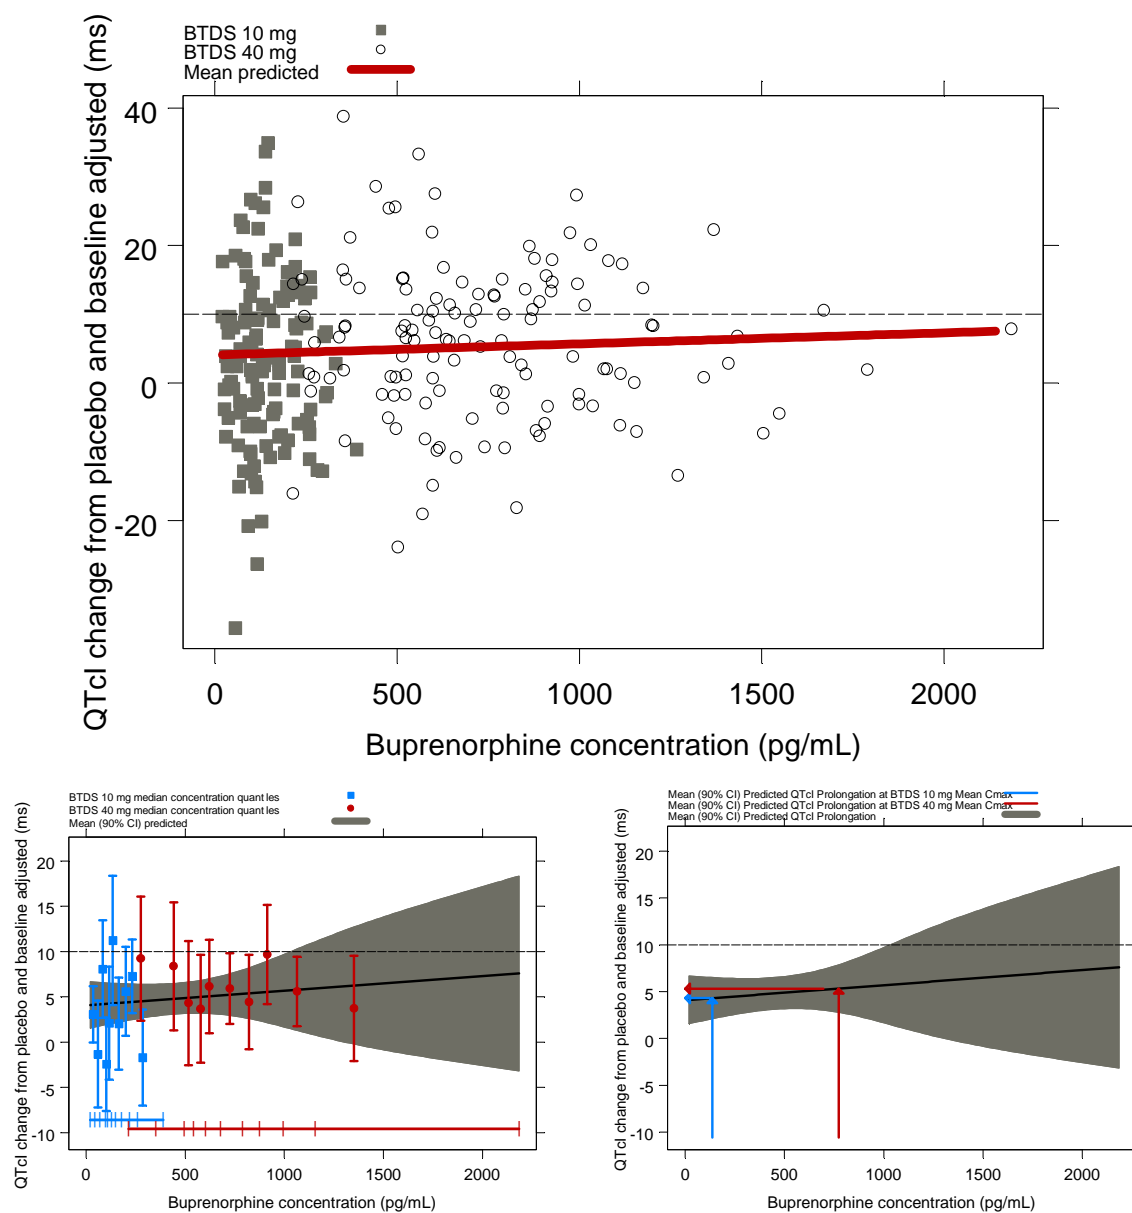 BTDS 10 mg
BTDS 40 mg
Mean predicted
QTcI change from placebo and baseline adjusted (ms)
40
20
0
-20
0 500 1000 1500 2000
Buprenorphine concentration (pg/mL)
BTDS 10 mg median concentration quantles
BTDS 40 mg median concentration quantles
Mean (90% CI) predicted
QTcI change from placebo and baseline adjusted (ms)
20
15
10
5
0
-5
-10
0 500 1000 1500 2000
Buprenorphine concentration (pg/mL)
Mean (90% CI) Predicted QTcI Prolongation at BTDS 10 mg Mean Cmax
Mean (90% CI) Predicted QTcI Prolongation at BTDS 40 mg Mean Cmax
Mean (90% CI) Predicted QTcI Prolongation
QTcI change from placebo and baseline adjusted (ms)
20
15
10
5
0
-5
-10
0 500 1000 1500 2000
Buprenorphine concentration (pg/mL)